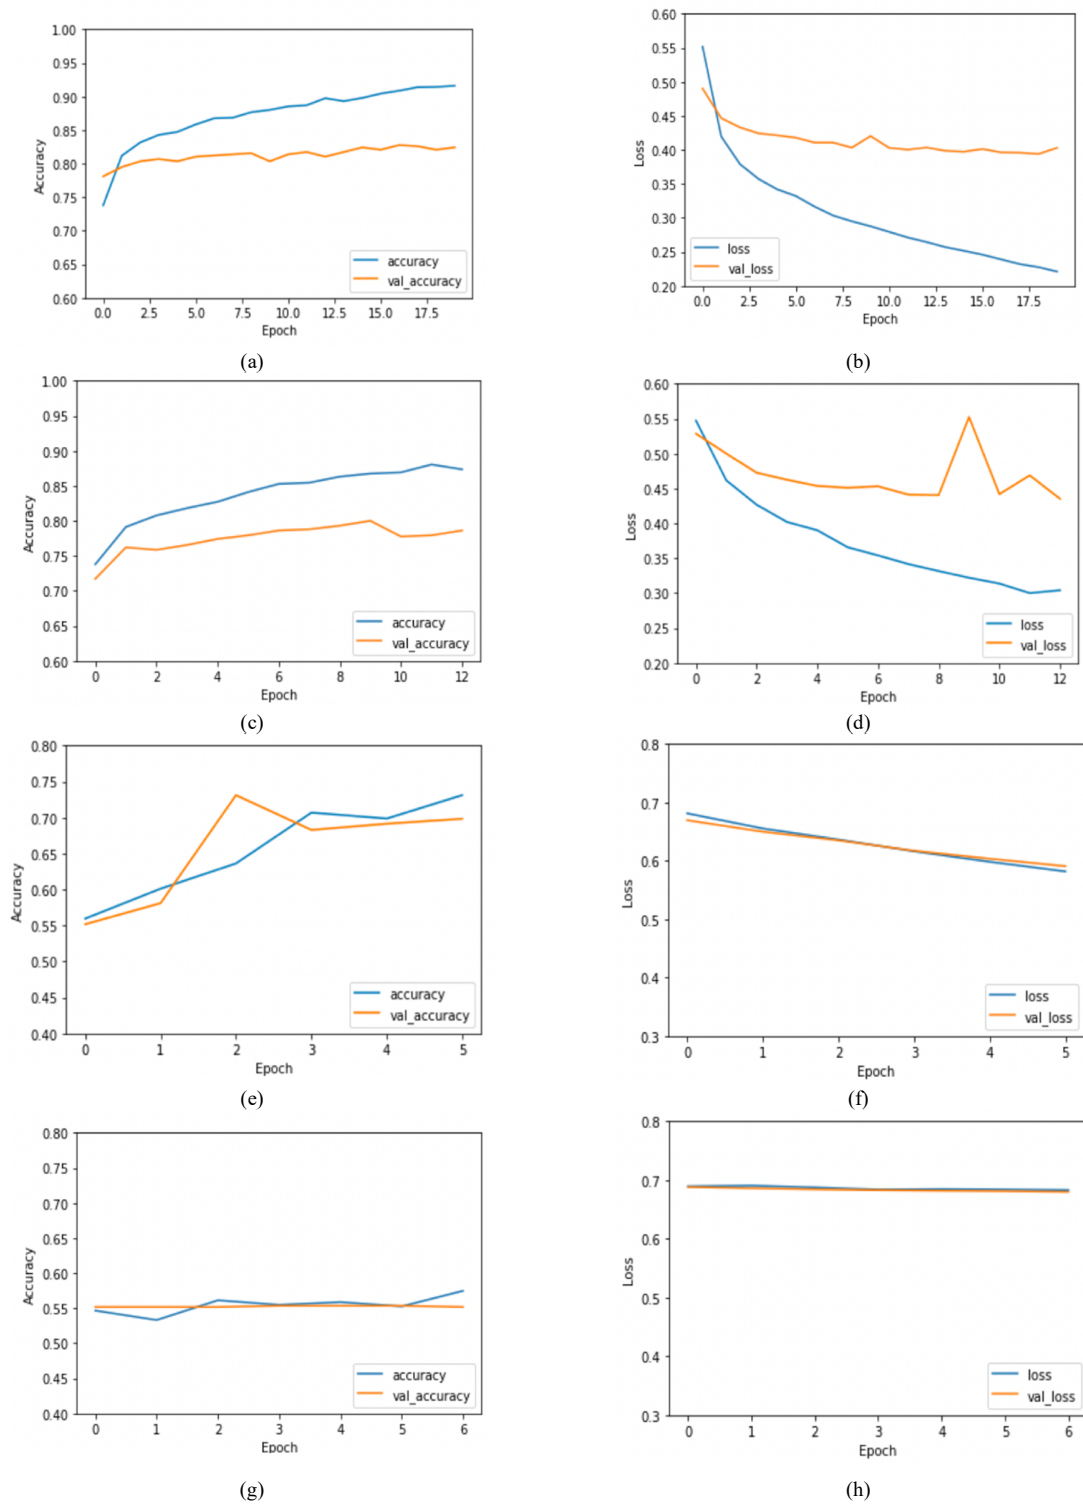 1.00
0.95
0.90
0.85
0.80
0.75
0.70
0.65
0.60
Accuracy
accuracy
val_accuracy
0.0 2.5 5.0 7.5 10.0 12.5 15.0 17.5
Epoch
(a)
0.60
0.55
0.50
0.45
0.40
0.35
0.30
0.25
0.20
Loss
loss
val_loss
0.0 2.5 5.0 7.5 10.0 12.5 15.0 17.5
Epoch
(b)
1.00
0.95
0.90
0.85
0.80
0.75
0.70
0.65
0.60
Accuracy
accuracy
val_accuracy
0 2 4 6 8 10 12
Epoch
(c)
0.60
0.55
0.50
0.45
0.40
0.35
0.30
0.25
0.20
Loss
loss
val_loss
0 2 4 6 8 10 12
Epoch
(d)
0.80
0.75
0.70
0.65
0.60
0.55
0.50
0.45
0.40
Accuracy
accuracy
val_accuracy
0 1 2 3 4 5
Epoch
(e)
0.8
0.7
0.6
0.5
0.4
0.3
Loss
loss
val_loss
0 1 2 3 4 5
Epoch
(f)
0.80
0.75
0.70
0.65
0.60
0.55
0.50
0.45
0.40
Accuracy
accuracy
val_accuracy
0 1 2 3 4 5 6
Epoch
(g)
0.8
0.7
0.6
0.5
0.4
0.3
Loss
loss
val_loss
0 1 2 3 4 5 6
Epoch
(h)